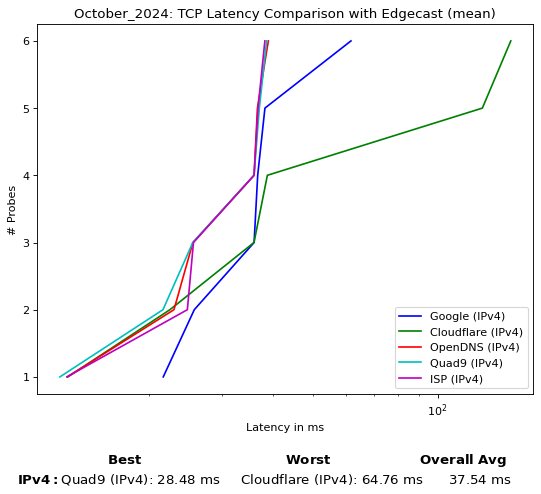 October_2024: TCP Latency Comparison with Edgecast (mean)
6
5
4
3
2
1
# Probes
Google (IPv4)
Cloudflare (IPv4)
OpenDNS (IPv4)
Quad9 (IPv4)
ISP (IPv4)
10²
Latency in ms
Best Worst Overall Avg
IPv4: Quad9 (IPv4): 28.48 ms Cloudflare (IPv4): 64.76 ms 37.54 ms